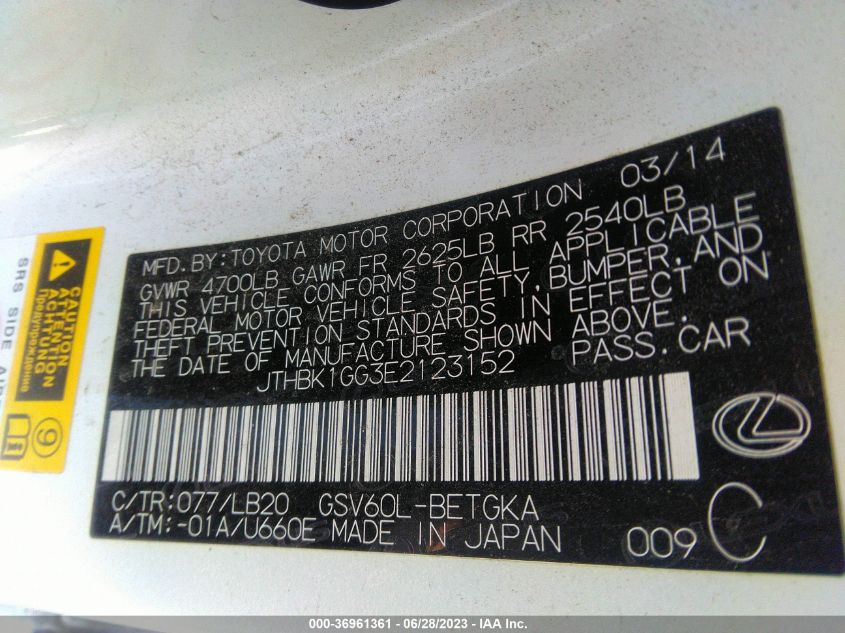 MFD. BY: TOYOTA MOTOR CORPORATION 03/14
GVWR 4700LB GAWR FR 2625LB RR 2540LB
THIS VEHICLE CONFORMS TO ALL APPLICABLE
FEDERAL MOTOR VEHICLE SAFETY, BUMPER, AND
THEFT PREVENTION STANDARDS IN EFFECT ON
THE DATE OF MANUFACTURE SHOWN ABOVE.
JTHBK1GG3E2123152 PASS. CAR
C/TR:077/LB20 GSV60L-BETGKA
A/TM:-01A/U660E MADE IN JAPAN 009 C
CAUTION
ATTENTION
Предупреждение
9
SRS SIDE AIR
000-36961361 - 06/28/2023 - IAA Inc.